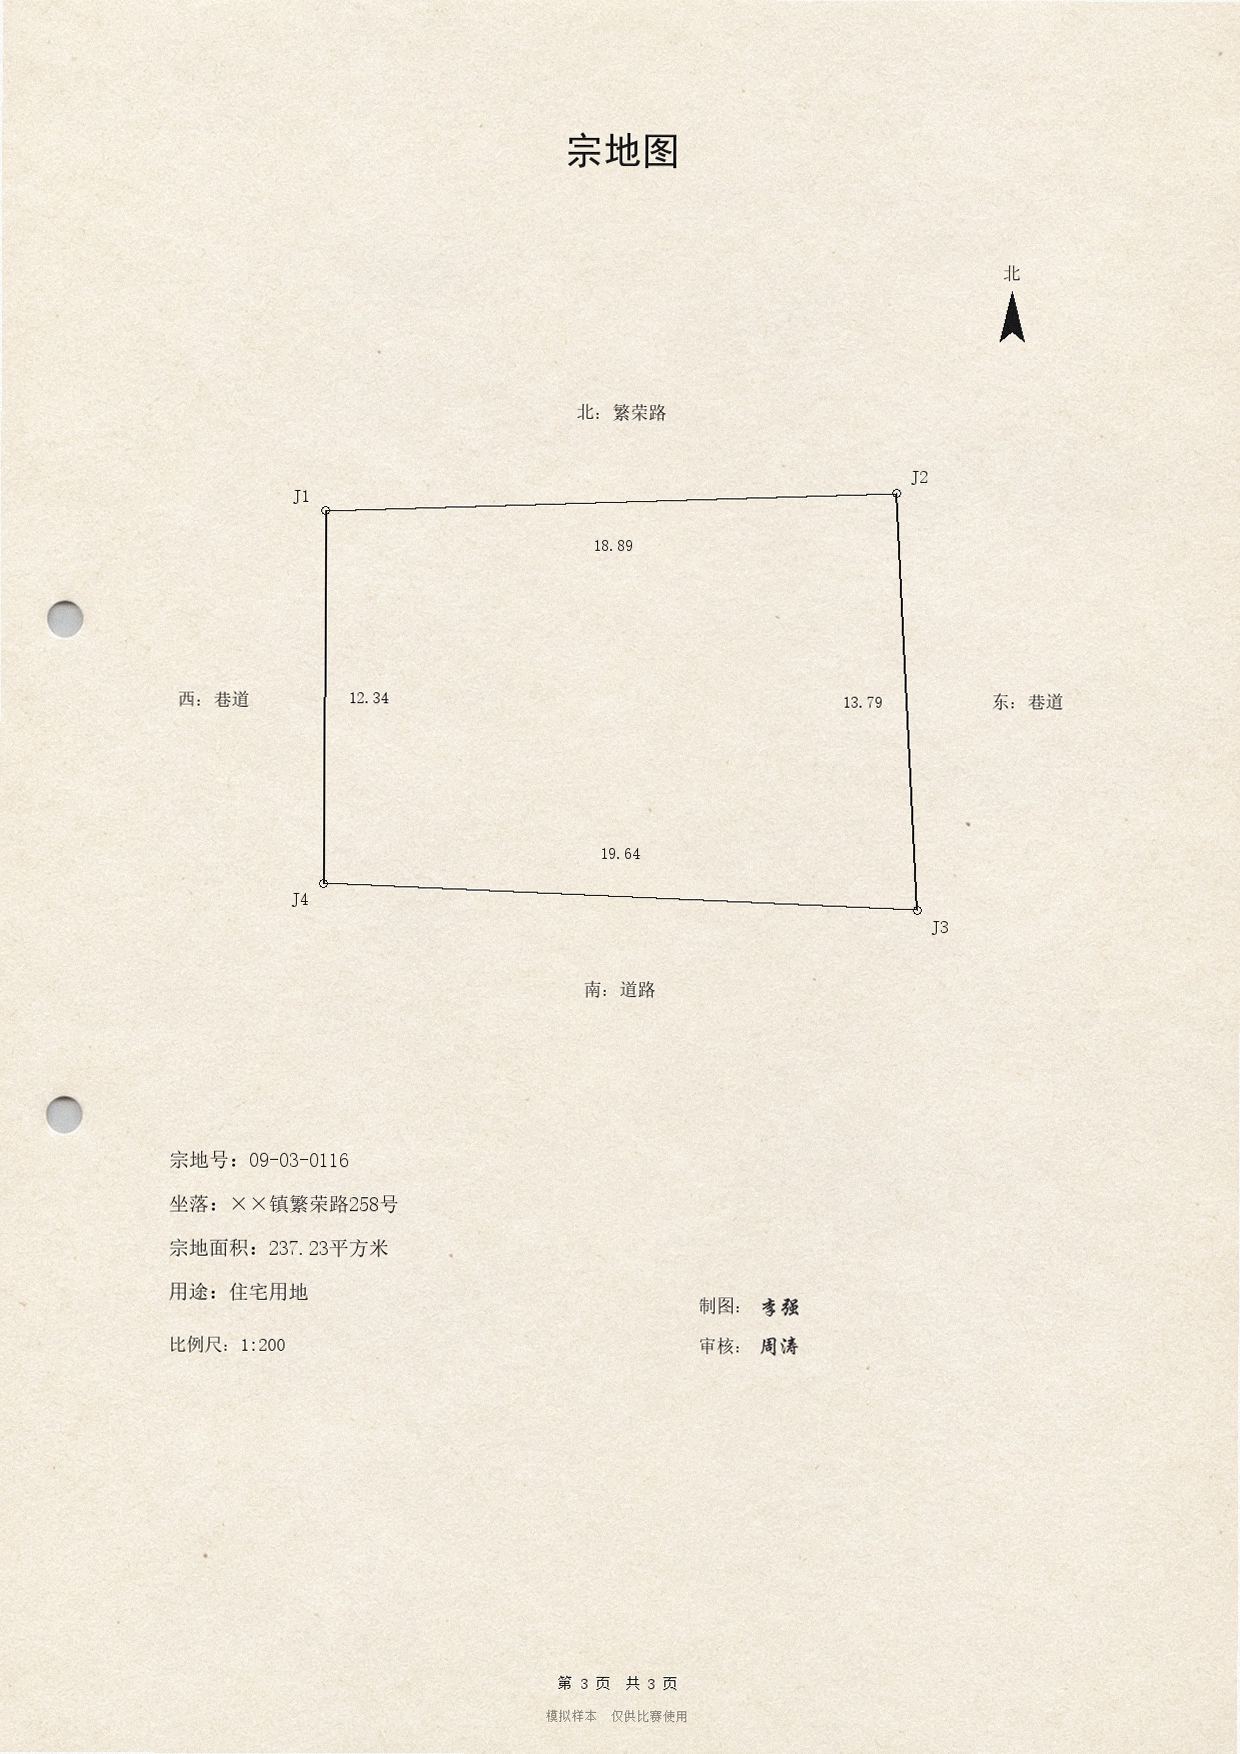 宗地图
北
北：繁荣路
J1
J2
18.89
西：巷道
12.34
13.79
东：巷道
19.64
J4
J3
南：道路
宗地号：09-03-0116
坐落：××镇繁荣路258号
宗地面积：237.23平方米
用途：住宅用地
制图：李强
比例尺：1:200
审核：周涛
第 3 页 共 3 页
模拟样本 仅供比赛使用